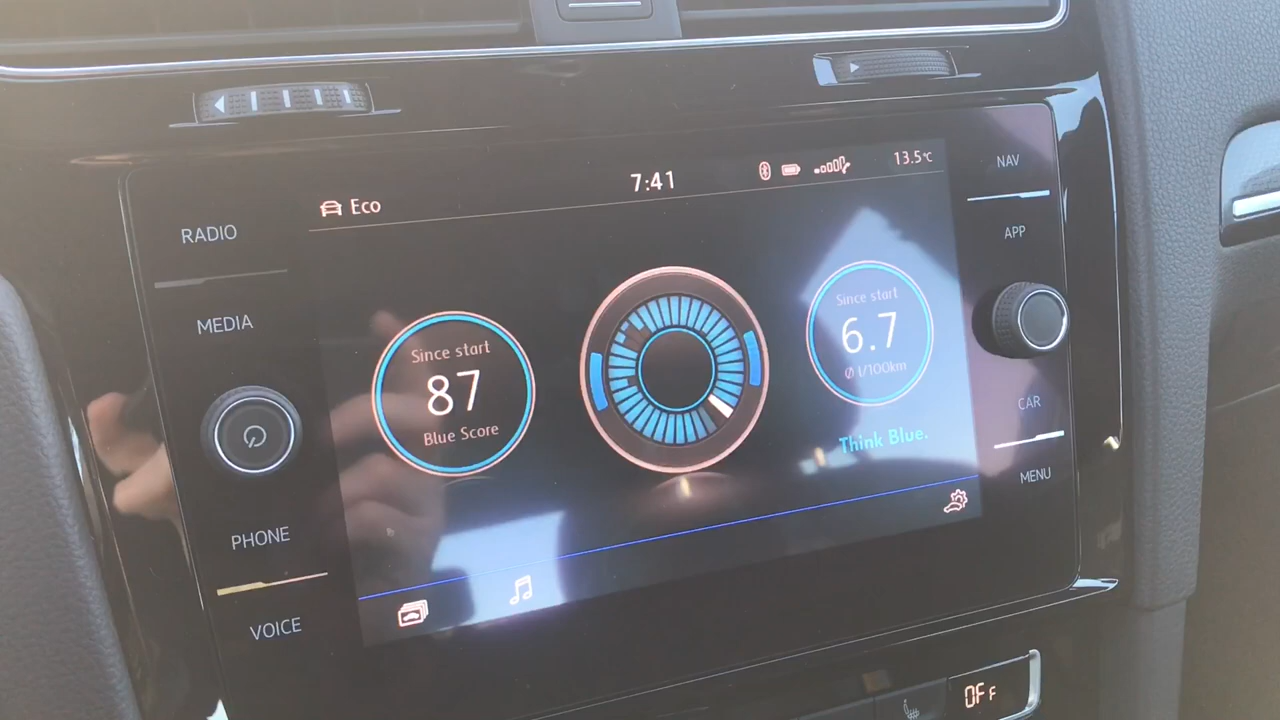 Eco
7:41
13.5°C
RADIO
MEDIA
PHONE
VOICE
Since start
87
Blue Score
Since start
6.7
Ø l/100km
Think Blue.
NAV
APP
CAR
MENU
OFF